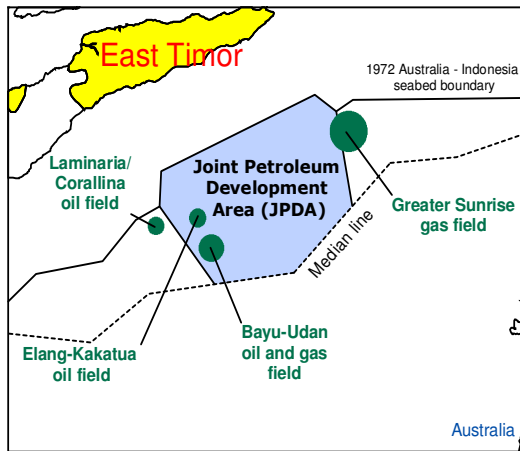 East Timor
1972 Australia - Indonesia
seabed boundary
Laminaria/
Corallina
oil field
Joint Petroleum
Development
Area (JPDA)
Greater Sunrise
gas field
Median line
Elang-Kakatua
oil field
Bayu-Udan
oil and gas
field
Australia